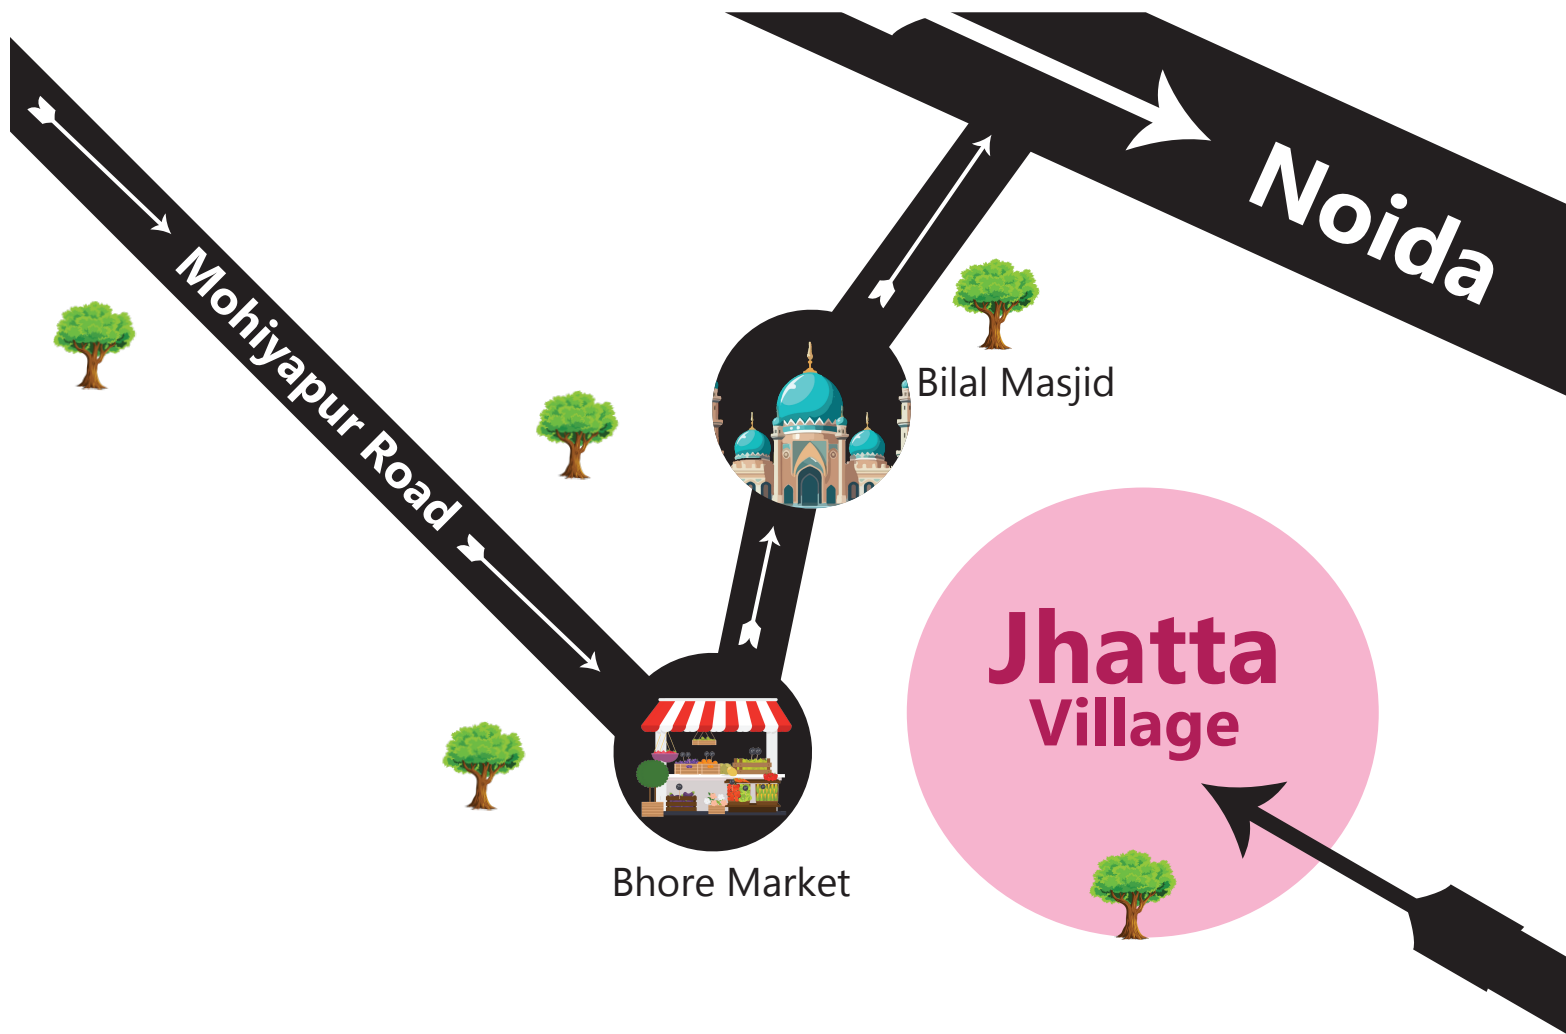 Noida
Mohiyapur Road
Bilal Masjid
Jhatta
Village
Bhore Market